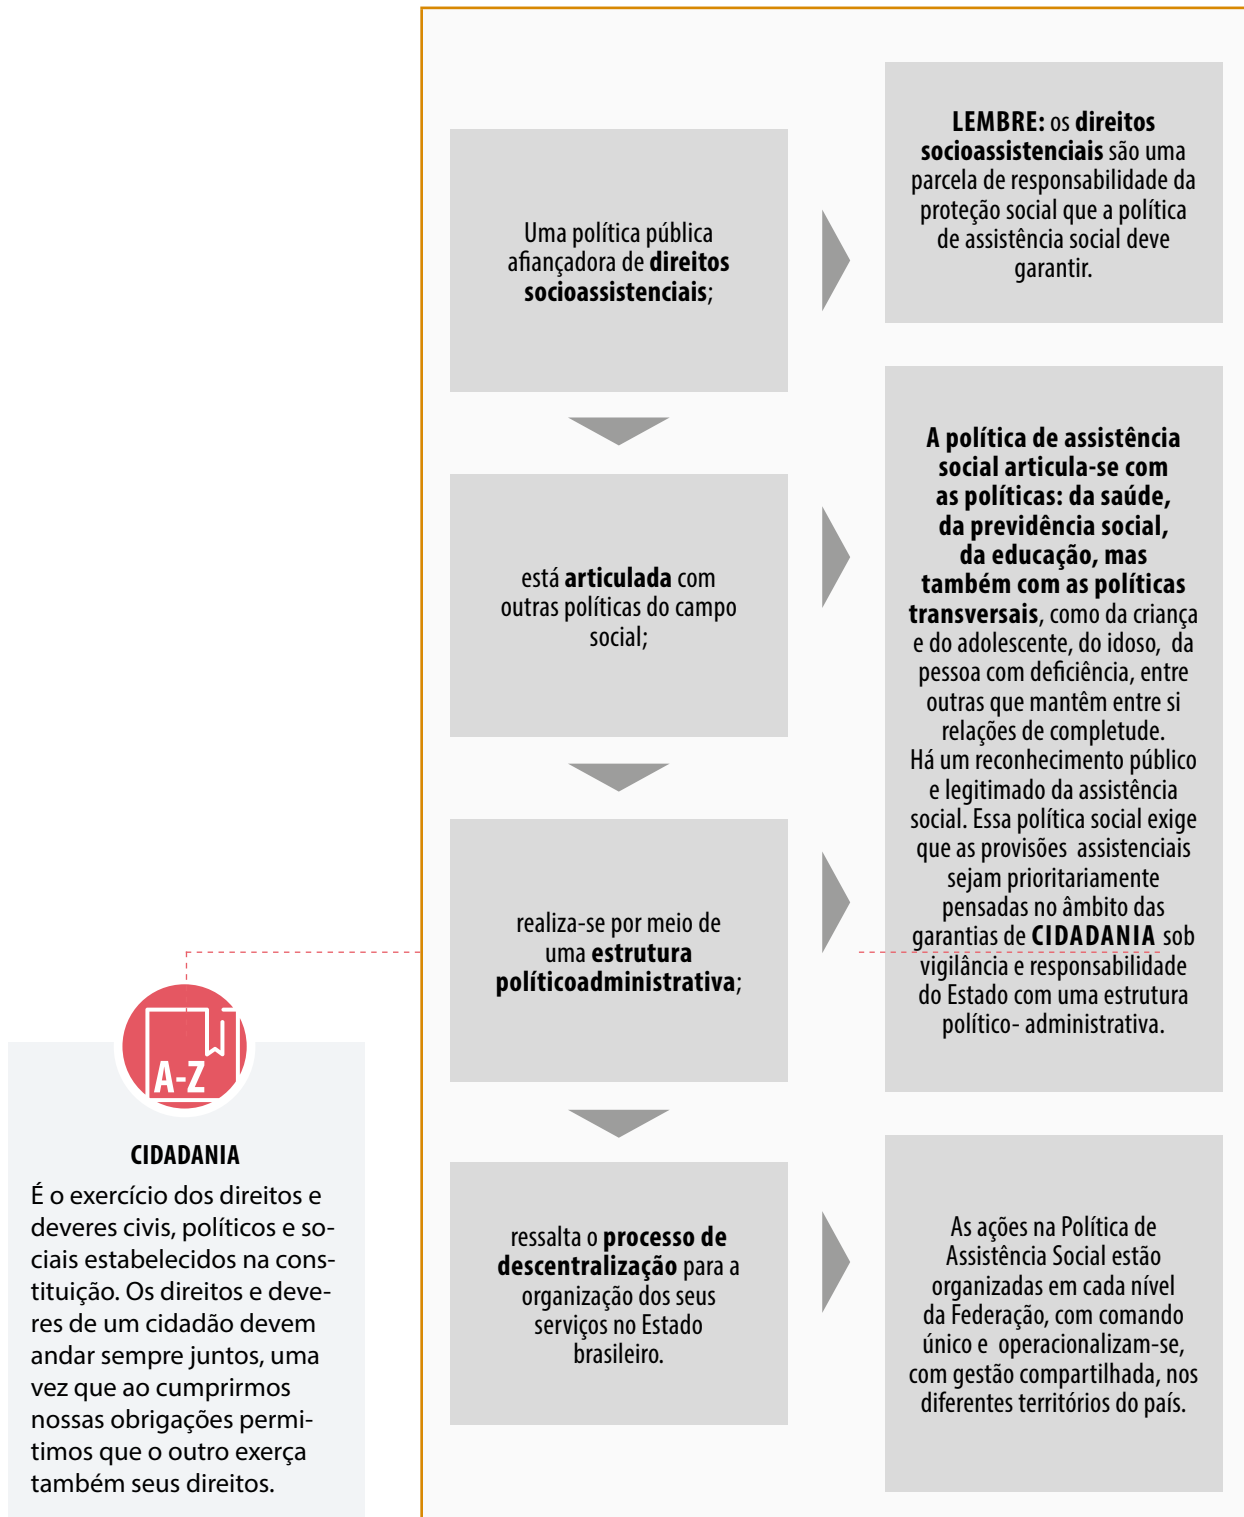 Uma política pública
afiançadora de direitos
socioassistenciais;
LEMBRE: os direitos
socioassistenciais são uma
parcela de responsabilidade da
proteção social que a política
de assistência social deve
garantir.
está articulada com
outras políticas do campo
social;
A política de assistência
social articula-se com
as políticas: da saúde,
da previdência social,
da educação, mas
também com as políticas
transversais, como da criança
e do adolescente, do idoso, da
pessoa com deficiência, entre
outras que mantêm entre si
relações de completude.
Há um reconhecimento público
e legitimado da assistência
social. Essa política social exige
que as provisões assistenciais
sejam prioritariamente
pensadas no âmbito das
garantias de CIDADANIA sob
vigilância e responsabilidade
do Estado com uma estrutura
político- administrativa.
realiza-se por meio de
uma estrutura
políticoadministrativa;
ressalta o processo de
descentralização para a
organização dos seus
serviços no Estado
brasileiro.
As ações na Política de
Assistência Social estão
organizadas em cada nível
da Federação, com comando
único e operacionalizam-se,
com gestão compartilhada, nos
diferentes territórios do país.
A-Z
CIDADANIA
É o exercício dos direitos e
deveres civis, políticos e so-
ciais estabelecidos na cons-
tituição. Os direitos e deve-
res de um cidadão devem
andar sempre juntos, uma
vez que ao cumprirmos
nossas obrigações permi-
timos que o outro exerça
também seus direitos.